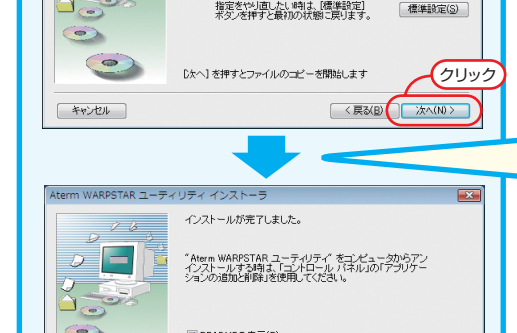 指定をやり直したい時は、[標準設定]
ボタンを押すと最初の状態に戻ります。
標準設定(S)
[次へ] を押すとファイルのコピーを開始します
クリック
キャンセル
< 戻る(B)
次へ(N) >
Aterm WARPSTAR ユーティリティ インストーラ
インストールが完了しました。
"Aterm WARPSTAR ユーティリティ" をコンピュータからアン
インストールする時は、「コントロール パネル」の「アプリケー
ションの追加と削除」を使用してください。